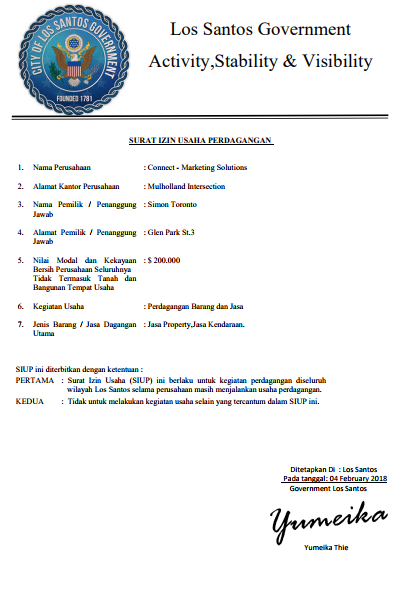 CITY OF LOS SANTOS GOVERNMENT
FOUNDED 1781
Los Santos Government
Activity,Stability & Visibility
SURAT IZIN USAHA PERDAGANGAN
1. Nama Perusahaan : Connect - Marketing Solutions
2. Alamat Kantor Perusahaan : Mulholland Intersection
3. Nama Pemilik / Penanggung : Simon Toronto
Jawab
4. Alamat Pemilik / Penanggung : Glen Park St.3
Jawab
5. Nilai Modal dan Kekayaan : $ 200.000
Bersih Perusahaan Seluruhnya
Tidak Termasuk Tanah dan
Bangunan Tempat Usaha
6. Kegiatan Usaha : Perdagangan Barang dan Jasa
7. Jenis Barang / Jasa Dagangan : Jasa Property,Jasa Kendaraan.
Utama
SIUP ini diterbitkan dengan ketentuan :
PERTAMA : Surat Izin Usaha (SIUP) ini berlaku untuk kegiatan perdagangan diseluruh
wilayah Los Santos selama perusahaan masih menjalankan usaha perdagangan.
KEDUA : Tidak untuk melakukan kegiatan usaha selain yang tercantum dalam SIUP ini.
Ditetapkan Di : Los Santos
Pada tanggal: 04 February 2018
Government Los Santos
Yumeika
Yumeika Thie